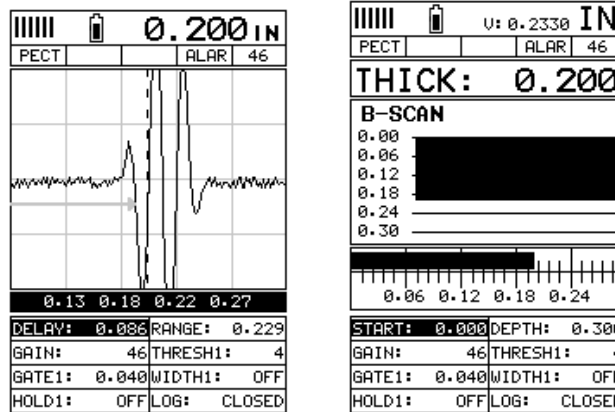 0.200 IN
PECT ALAR 46
0.13 0.18 0.22 0.27
DELAY: 0.086 RANGE: 0.229
GAIN: 46 THRESH1: 4
GATE1: 0.040 WIDTH1: OFF
HOLD1: OFF LOG: CLOSED
V: 0.2330 IN
PECT ALAR 46
THICK: 0.200
B-SCAN
0.00
0.06
0.12
0.18
0.24
0.30
0.06 0.12 0.18 0.24
START: 0.000 DEPTH: 0.300
GAIN: 46 THRESH1:
GATE1: 0.040 WIDTH1: OFF
HOLD1: OFF LOG: CLOSED